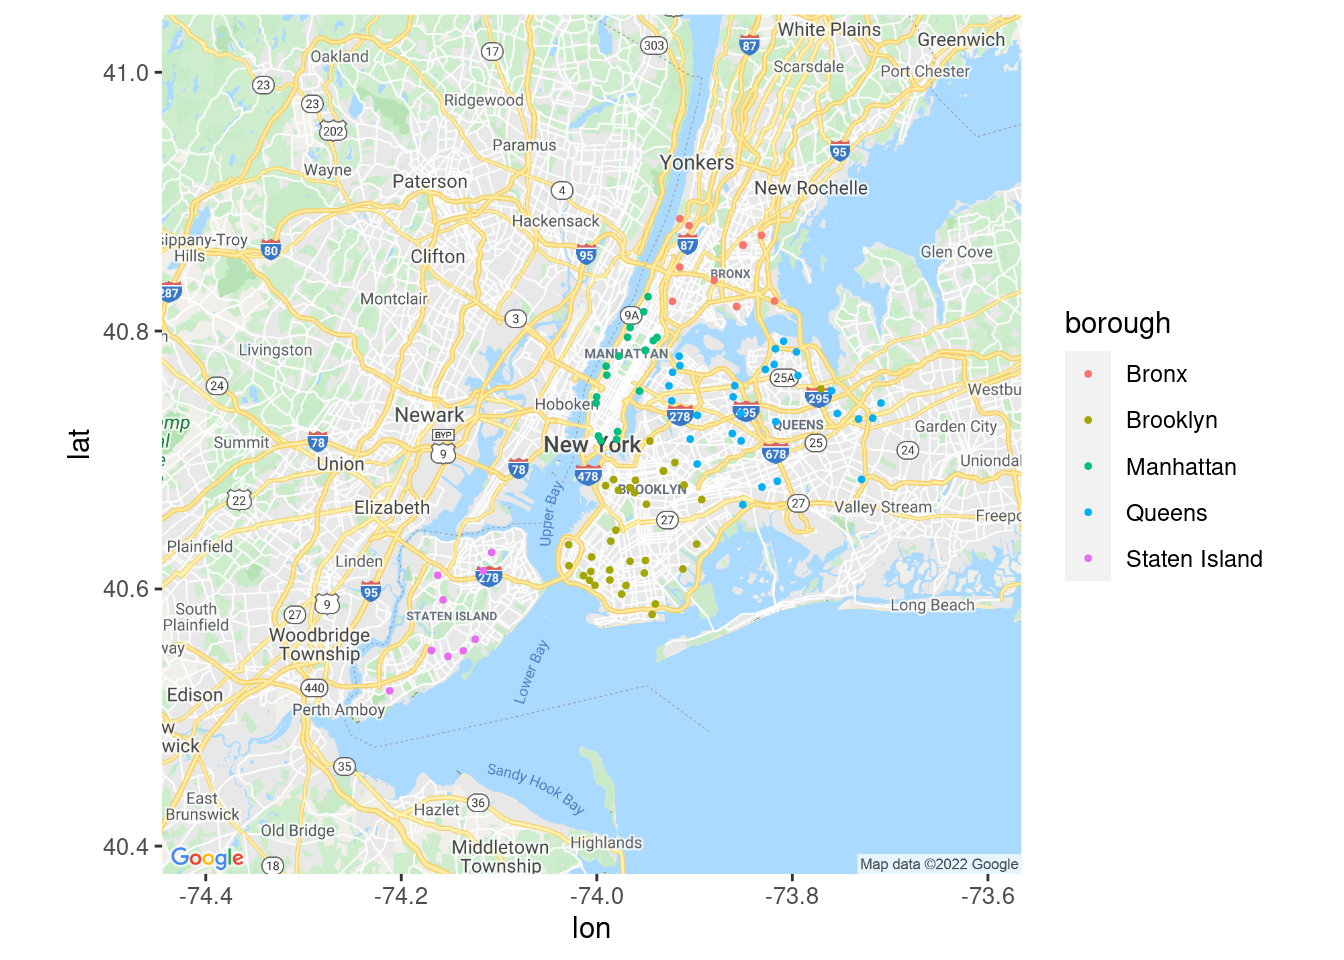 White Plains
87
303
17
Greenwich
Oakland
Scarsdale
Port Chester
41.0
23
23
Ridgewood
202
Paramus
95
Yonkers
Wayne
Paterson
4
New Rochelle
Hackensack
sippany-Troy
Hills
80
87
95
Clifton
Glen Cove
BRONX
287
Montclair
3
9A
40.8
Livingston
MANHATTAN
24
25A
Westbu
295
Hoboken
278
495
Newark
QUEENS
Garden City
BYP
9
Summit
78
New York
25
24
678
Union
78
478
Uniondal
22
BROOKLYN
Elizabeth
27
27
Valley Stream
Freepo
Upper Bay
Plainfield
Linden
278
40.6
95
South
Plainfield
27
9
STATEN ISLAND
Long Beach
Woodbridge
Township
way
Lower Bay
Edison
440
Perth Amboy
w
wick
35
Sandy Hook Bay
East
Brunswick
Hazlet
36
Old Bridge
Middletown
Township
Highlands
40.4
Google
18
Map data ©2022 Google
-74.4
-74.2
-74.0
-73.8
-73.6
lon
lat
borough
Bronx
Brooklyn
Manhattan
Queens
Staten Island